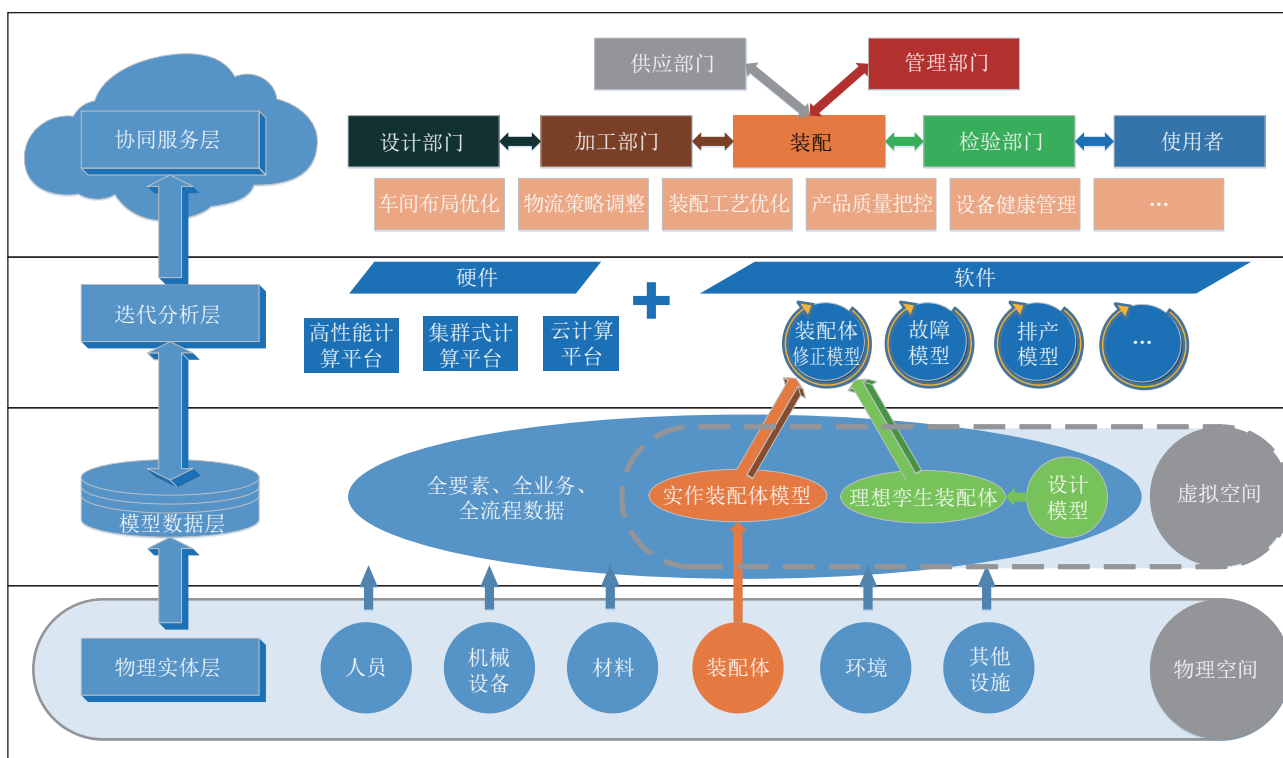 供应部门
管理部门
协同服务层
设计部门
加工部门
装配
检验部门
使用者
车间布局优化
物流策略调整
装配工艺优化
产品质量把控
设备健康管理
…
迭代分析层
硬件
软件
高性能计
算平台
集群式计
算平台
云计算
平台
装配体
修正模型
故障
模型
排产
模型
…
模型数据层
全要素、全业务、
全流程数据
实作装配体模型
理想孪生装配体
设计
模型
虚拟空间
物理实体层
人员
机械
设备
材料
装配体
环境
其他
设施
物理空间